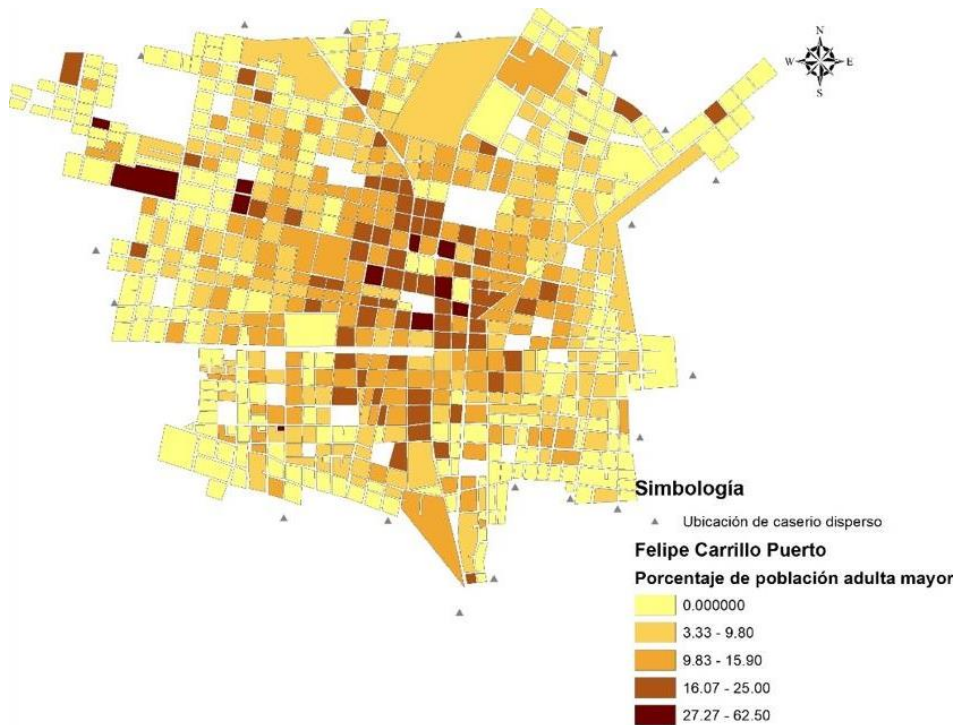 N
W E
S
Simbología
Ubicación de caserio disperso
Felipe Carrillo Puerto
Porcentaje de población adulta mayor
0.000000
3.33 - 9.80
9.83 - 15.90
16.07 - 25.00
27.27 - 62.50